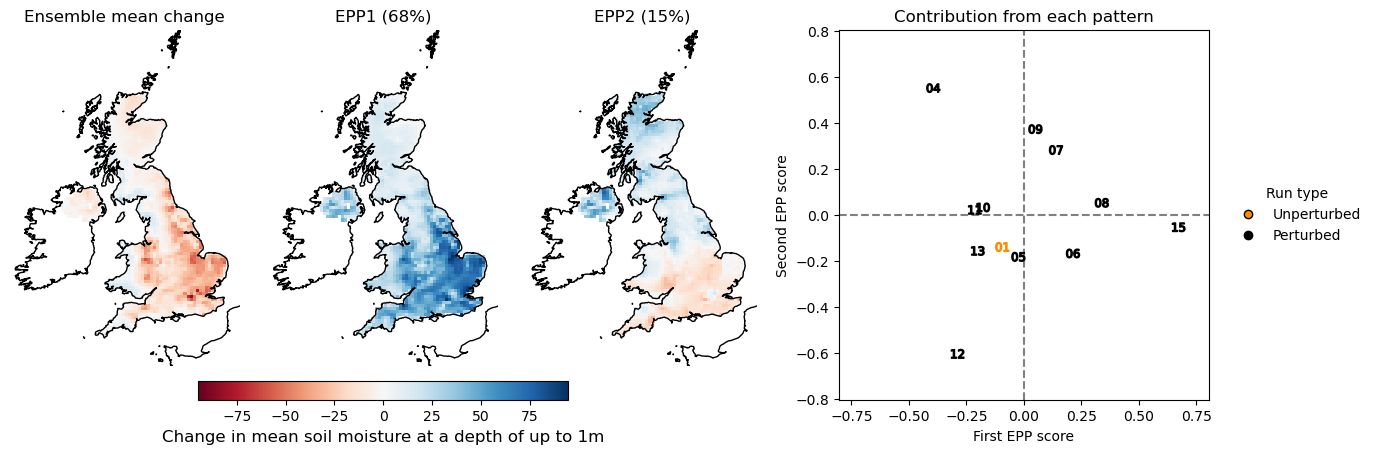 Ensemble mean change
EPP1 (68%)
EPP2 (15%)
−75 −50 −25 0 25 50 75
Change in mean soil moisture at a depth of up to 1m
Contribution from each pattern
Second EPP score
0.8
0.6
0.4
0.2
0.0
−0.2
−0.4
−0.6
−0.8
04
09
07
10
08
15
13
01
05
06
12
−0.75 −0.50 −0.25 0.00 0.25 0.50 0.75
First EPP score
Run type
Unperturbed
Perturbed